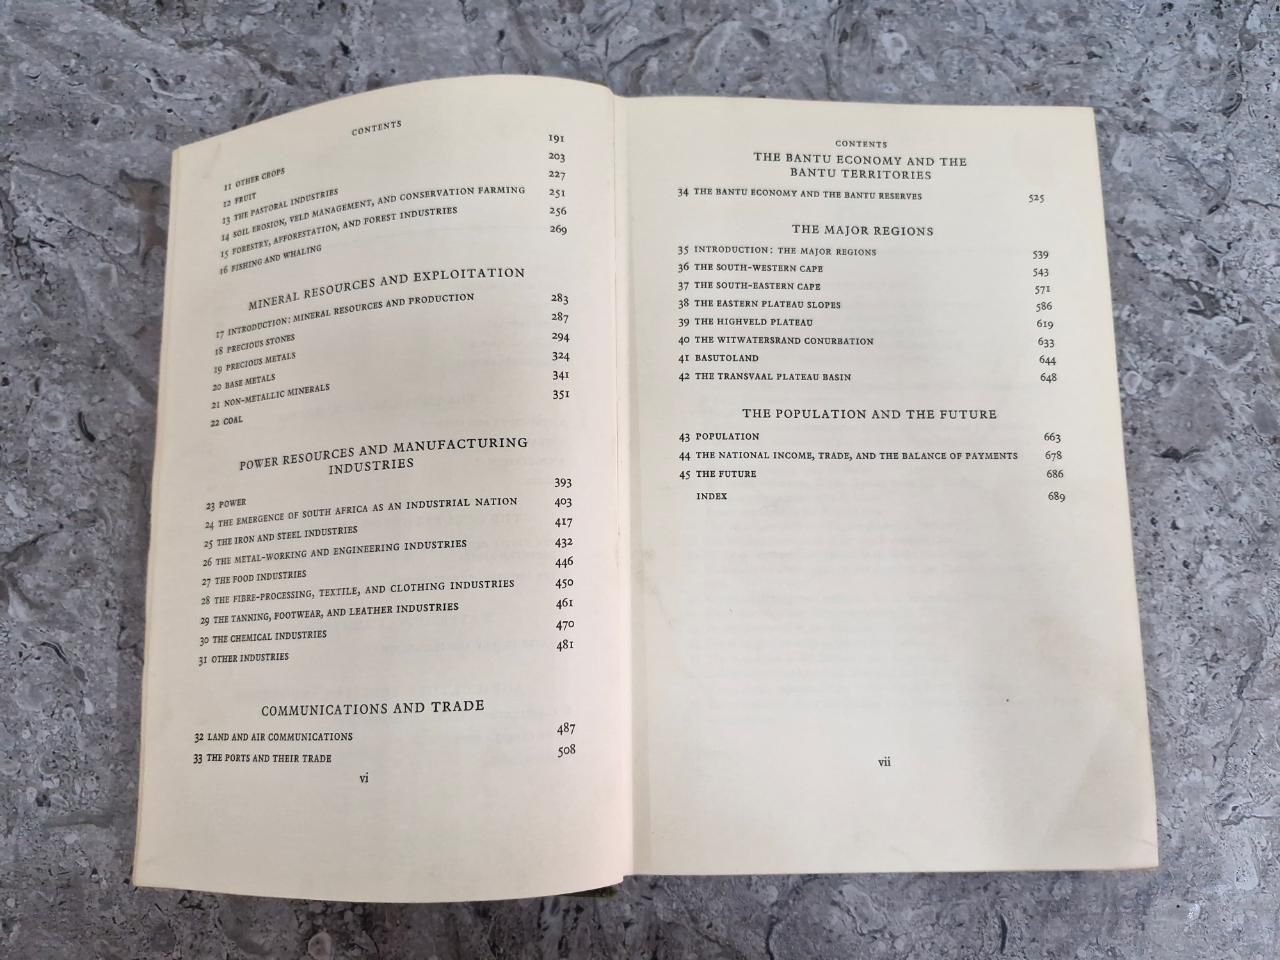 CONTENTS
11 OTHER CROPS 191
12 FRUIT 203
13 THE PASTORAL INDUSTRIES 227
14 SOIL EROSION, VELD MANAGEMENT, AND CONSERVATION FARMING 251
15 FORESTRY, AFFORESTATION, AND FOREST INDUSTRIES 256
16 FISHING AND WHALING 269
MINERAL RESOURCES AND EXPLOITATION
17 INTRODUCTION: MINERAL RESOURCES AND PRODUCTION 283
18 PRECIOUS STONES 287
19 PRECIOUS METALS 294
20 BASE METALS 324
21 NON-METALLIC MINERALS 341
22 COAL 351
POWER RESOURCES AND MANUFACTURING
INDUSTRIES
23 POWER 393
24 THE EMERGENCE OF SOUTH AFRICA AS AN INDUSTRIAL NATION 403
25 THE IRON AND STEEL INDUSTRIES 417
26 THE METAL-WORKING AND ENGINEERING INDUSTRIES 432
27 THE FOOD INDUSTRIES 446
28 THE FIBRE-PROCESSING, TEXTILE, AND CLOTHING INDUSTRIES 450
29 THE TANNING, FOOTWEAR, AND LEATHER INDUSTRIES 461
30 THE CHEMICAL INDUSTRIES 470
31 OTHER INDUSTRIES 481
COMMUNICATIONS AND TRADE
32 LAND AND AIR COMMUNICATIONS 487
33 THE PORTS AND THEIR TRADE 508
vi
CONTENTS
THE BANTU ECONOMY AND THE
BANTU TERRITORIES
34 THE BANTU ECONOMY AND THE BANTU RESERVES 525
THE MAJOR REGIONS
35 INTRODUCTION: THE MAJOR REGIONS 539
36 THE SOUTH-WESTERN CAPE 543
37 THE SOUTH-EASTERN CAPE 571
38 THE EASTERN PLATEAU SLOPES 586
39 THE HIGHVELD PLATEAU 619
40 THE WITWATERSRAND CONURBATION 633
41 BASUTOLAND 644
42 THE TRANSVAAL PLATEAU BASIN 648
THE POPULATION AND THE FUTURE
43 POPULATION 663
44 THE NATIONAL INCOME, TRADE, AND THE BALANCE OF PAYMENTS 678
45 THE FUTURE 686
INDEX 689
vii